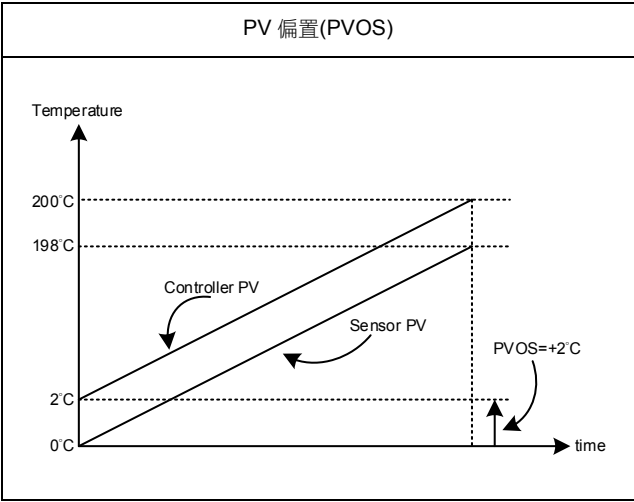 PV 偏置(PVOS)
Temperature
200°C
198°C
Controller PV
Sensor PV
PVOS=+2°C
2°C
0°C
time